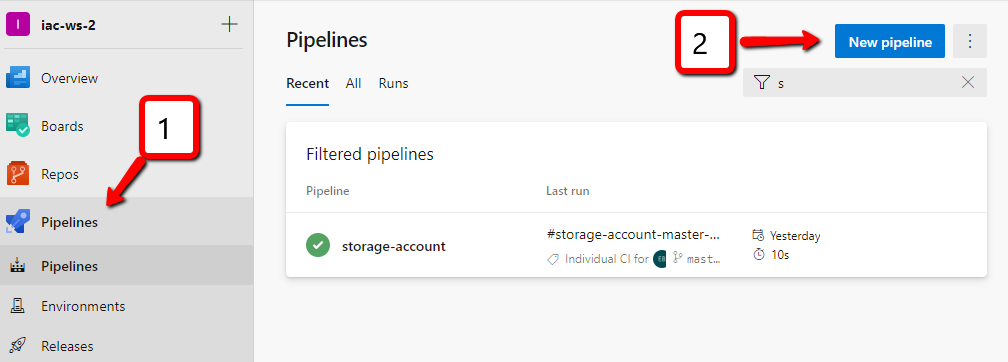 I iac-ws-2
Overview
Boards
Repos
Pipelines
Pipelines
Environments
Releases
1
2
Pipelines
New pipeline
Recent All Runs
s
Filtered pipelines
Pipeline Last run
storage-account
#storage-account-master-...
Individual CI for EB mast...
Yesterday
10s